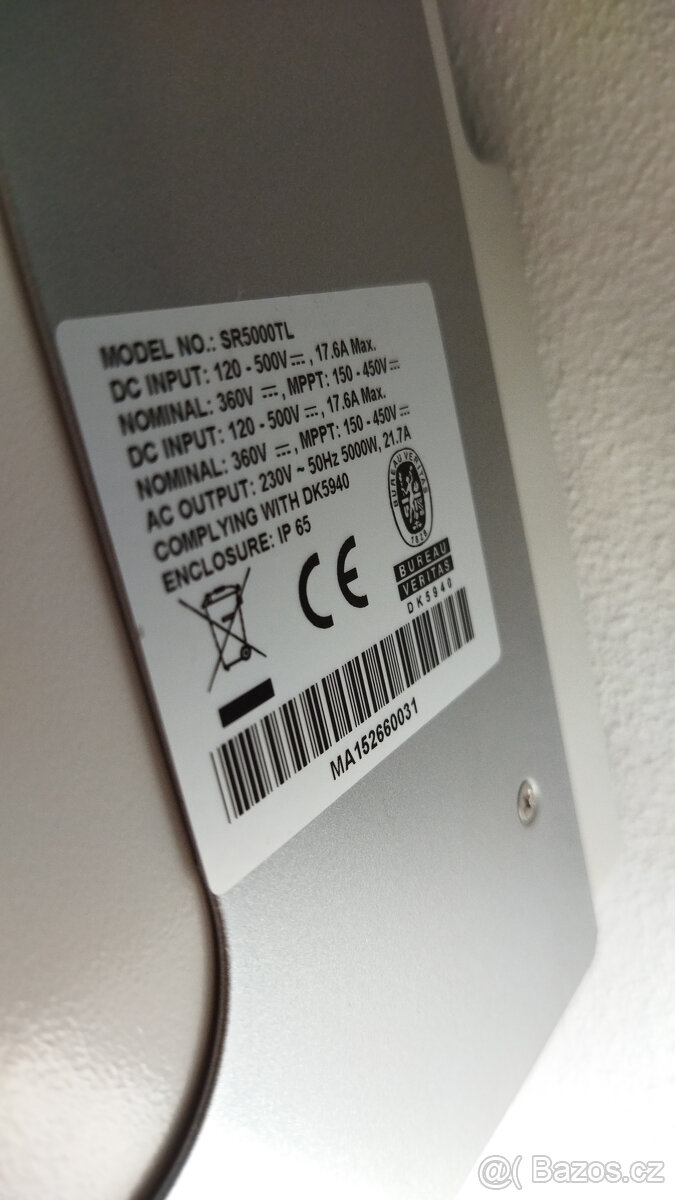 MODEL NO.: SR5000TL
DC INPUT: 120 - 500V ⎓, 17.6A Max.
NOMINAL: 360V ⎓, MPPT: 150 - 450V ⎓
DC INPUT: 120 - 500V ⎓, 17.6A Max.
NOMINAL: 360V ⎓, MPPT: 150 - 450V ⎓
AC OUTPUT: 230V ~ 50Hz 5000W, 21.7A
COMPLYING WITH DK5940
ENCLOSURE: IP 65
CE
BUREAU VERITAS
1828
BUREAU
VERITAS
DK5940
MA152660031
@( Bazos.cz